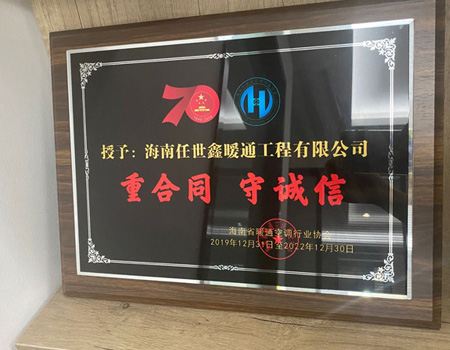 70
授予：海南任世鑫暖通工程有限公司
重合同 守诚信
海南省暖通空调行业协会
2019年12月31日至2022年12月30日